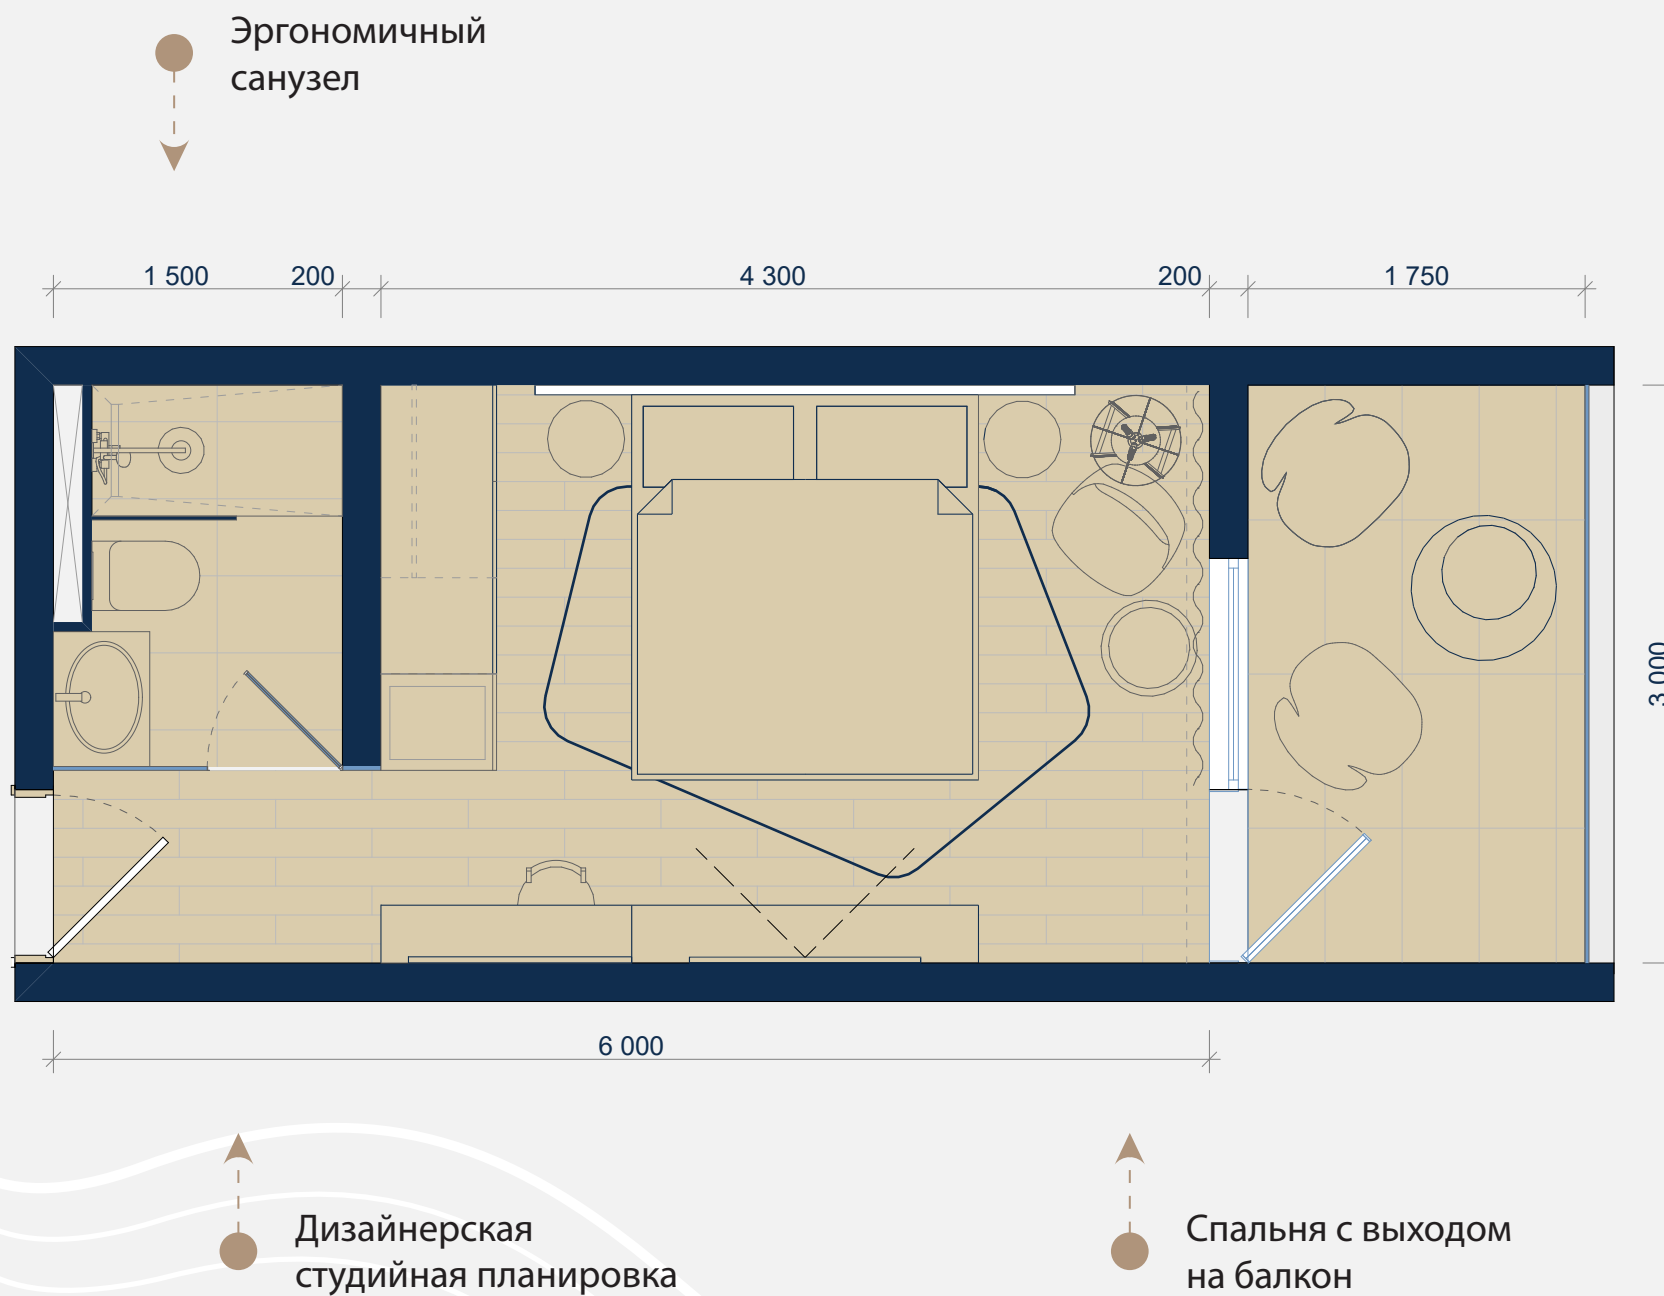 Эргономичный
санузел
1 500
200
4 300
200
1 750
3 000
6 000
Дизайнерская
студийная планировка
Спальня с выходом
на балкон